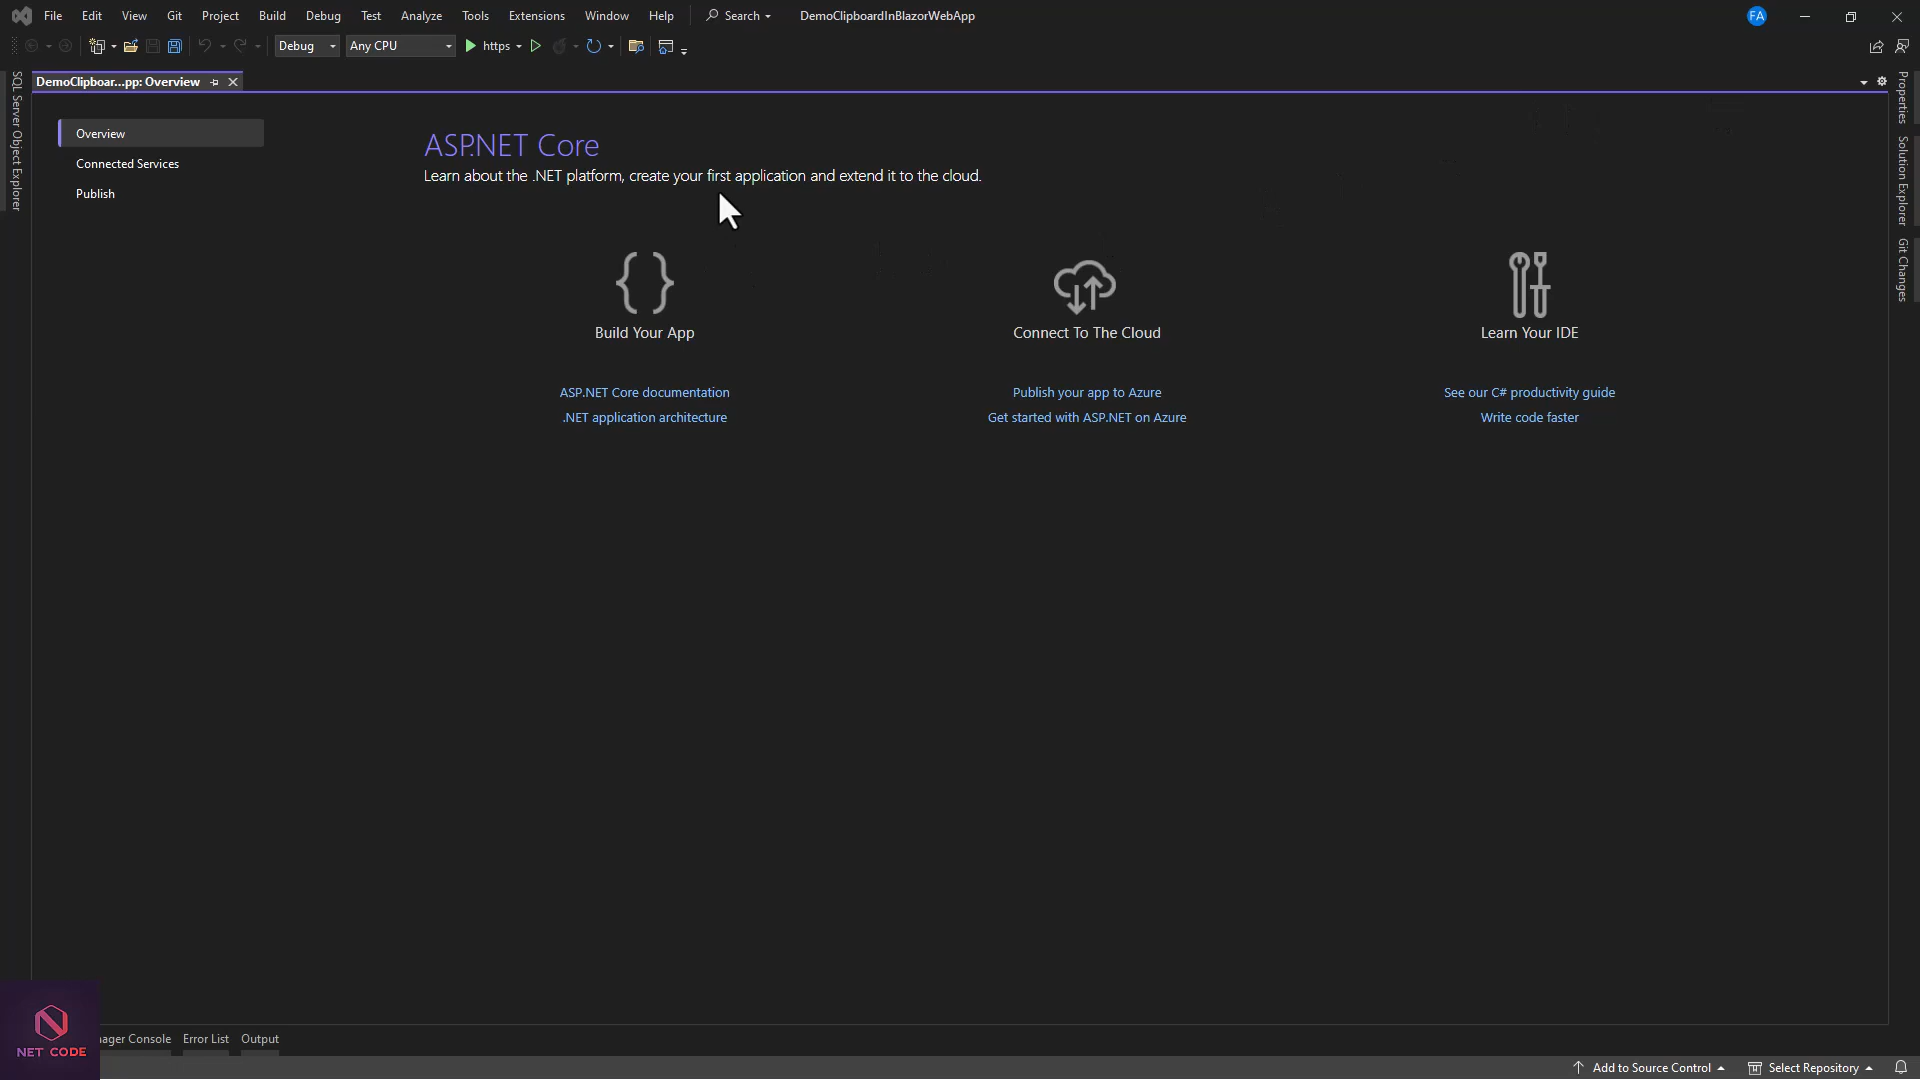 File Edit View Git Project Build Debug Test Analyze Tools Extensions Window Help Search DemoClipboardInBlazorWebApp FA
Debug Any CPU https
DemoClipboar...pp: Overview
SQL Server Object Explorer
Properties
Solution Explorer
Git Changes
Overview
Connected Services
Publish
ASP.NET Core
Learn about the .NET platform, create your first application and extend it to the cloud.
Build Your App
ASP.NET Core documentation
.NET application architecture
Connect To The Cloud
Publish your app to Azure
Get started with ASP.NET on Azure
Learn Your IDE
See our C# productivity guide
Write code faster
ager Console Error List Output
NET CODE
Add to Source Control Select Repository